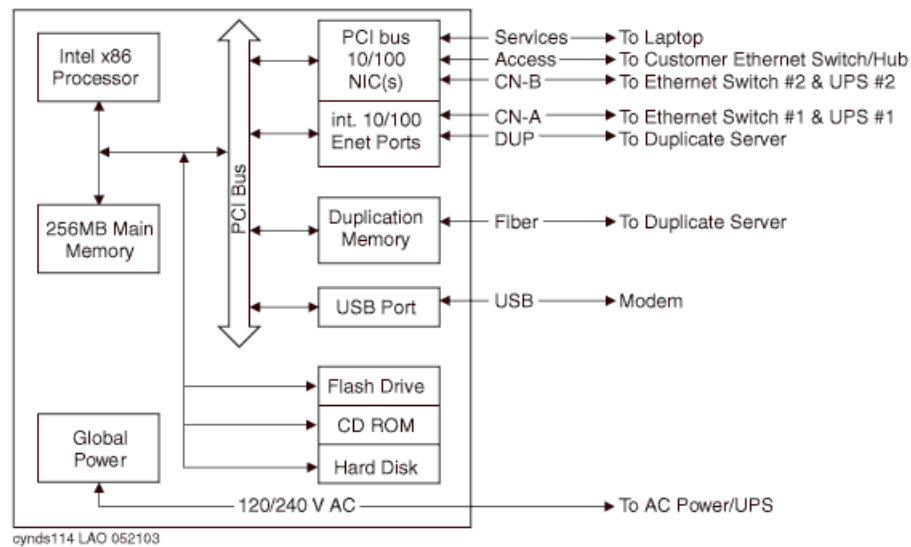 Intel x86
Processor
256MB Main
Memory
Global
Power
PCI Bus
PCI bus
10/100
NIC(s)
int. 10/100
Enet Ports
Duplication
Memory
USB Port
Flash Drive
CD ROM
Hard Disk
Services To Laptop
Access To Customer Ethernet Switch/Hub
CN-B To Ethernet Switch #2 & UPS #2
CN-A To Ethernet Switch #1 & UPS #1
DUP To Duplicate Server
Fiber To Duplicate Server
USB Modem
120/240 V AC To AC Power/UPS
cynds114 LAO 052103